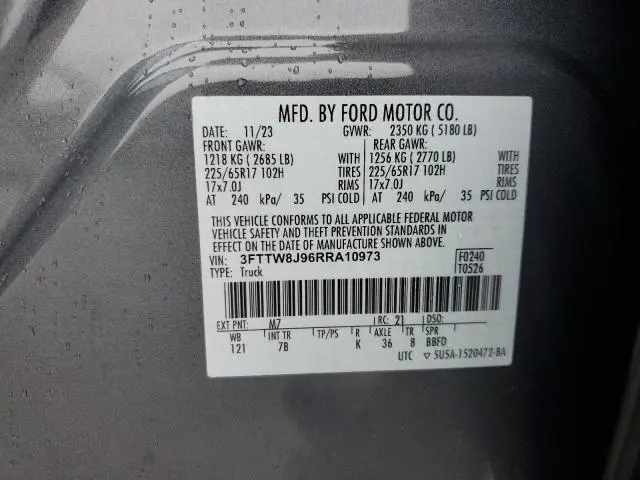 MFD. BY FORD MOTOR CO.
DATE: 11/23 GVWR: 2350 KG ( 5180 LB)
FRONT GAWR: REAR GAWR:
1218 KG ( 2685 LB) WITH 1256 KG ( 2770 LB) WITH
225/65R17 102H TIRES 225/65R17 102H TIRES
17x7.0J RIMS 17x7.0J RIMS
AT 240 kPa/ 35 PSI COLD AT 240 kPa/ 35 PSI COLD
THIS VEHICLE CONFORMS TO ALL APPLICABLE FEDERAL MOTOR
VEHICLE SAFETY AND THEFT PREVENTION STANDARDS IN
EFFECT ON THE DATE OF MANUFACTURE SHOWN ABOVE.
VIN: 3FTTW8J96RRA10973 F0240
TYPE: Truck T0526
EXT PNT: M7 RC: 21 DSO:
WB INT TR TP/PS R AXLE TR SPR
121 7B K 36 8 BBFD
UTC ▽ 5U5A-1520472-BA